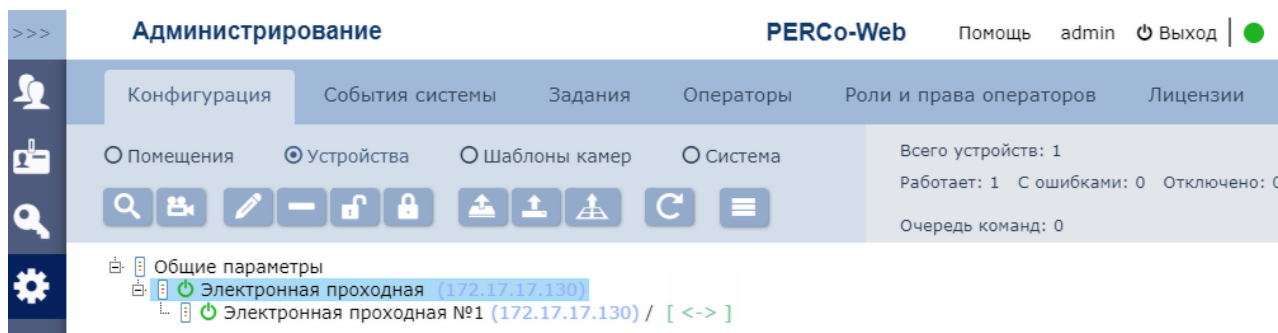 >>> Администрирование PERCo-Web Помощь admin Выход
Конфигурация События системы Задания Операторы Роли и права операторов Лицензии
Помещения Устройства Шаблоны камер Система
Всего устройств: 1
Работает: 1 С ошибками: 0 Отключено: 0
Очередь команд: 0
Общие параметры
Электронная проходная (172.17.17.130)
Электронная проходная №1 (172.17.17.130) / [ <-> ]